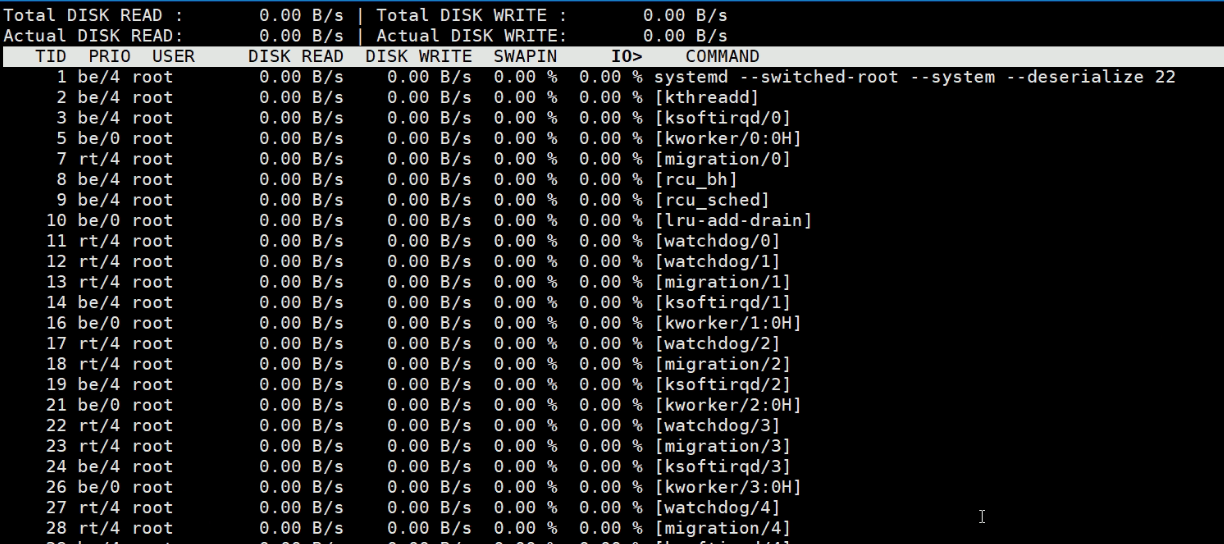 Total DISK READ : 0.00 B/s | Total DISK WRITE : 0.00 B/s
Actual DISK READ: 0.00 B/s | Actual DISK WRITE: 0.00 B/s
TID PRIO USER DISK READ DISK WRITE SWAPIN IO> COMMAND
1 be/4 root 0.00 B/s 0.00 B/s 0.00 % 0.00 % systemd --switched-root --system --deserialize 22
2 be/4 root 0.00 B/s 0.00 B/s 0.00 % 0.00 % [kthreadd]
3 be/4 root 0.00 B/s 0.00 B/s 0.00 % 0.00 % [ksoftirqd/0]
5 be/0 root 0.00 B/s 0.00 B/s 0.00 % 0.00 % [kworker/0:0H]
7 rt/4 root 0.00 B/s 0.00 B/s 0.00 % 0.00 % [migration/0]
8 be/4 root 0.00 B/s 0.00 B/s 0.00 % 0.00 % [rcu_bh]
9 be/4 root 0.00 B/s 0.00 B/s 0.00 % 0.00 % [rcu_sched]
10 be/0 root 0.00 B/s 0.00 B/s 0.00 % 0.00 % [lru-add-drain]
11 rt/4 root 0.00 B/s 0.00 B/s 0.00 % 0.00 % [watchdog/0]
12 rt/4 root 0.00 B/s 0.00 B/s 0.00 % 0.00 % [watchdog/1]
13 rt/4 root 0.00 B/s 0.00 B/s 0.00 % 0.00 % [migration/1]
14 be/4 root 0.00 B/s 0.00 B/s 0.00 % 0.00 % [ksoftirqd/1]
16 be/0 root 0.00 B/s 0.00 B/s 0.00 % 0.00 % [kworker/1:0H]
17 rt/4 root 0.00 B/s 0.00 B/s 0.00 % 0.00 % [watchdog/2]
18 rt/4 root 0.00 B/s 0.00 B/s 0.00 % 0.00 % [migration/2]
19 be/4 root 0.00 B/s 0.00 B/s 0.00 % 0.00 % [ksoftirqd/2]
21 be/0 root 0.00 B/s 0.00 B/s 0.00 % 0.00 % [kworker/2:0H]
22 rt/4 root 0.00 B/s 0.00 B/s 0.00 % 0.00 % [watchdog/3]
23 rt/4 root 0.00 B/s 0.00 B/s 0.00 % 0.00 % [migration/3]
24 be/4 root 0.00 B/s 0.00 B/s 0.00 % 0.00 % [ksoftirqd/3]
26 be/0 root 0.00 B/s 0.00 B/s 0.00 % 0.00 % [kworker/3:0H]
27 rt/4 root 0.00 B/s 0.00 B/s 0.00 % 0.00 % [watchdog/4]
28 rt/4 root 0.00 B/s 0.00 B/s 0.00 % 0.00 % [migration/4]